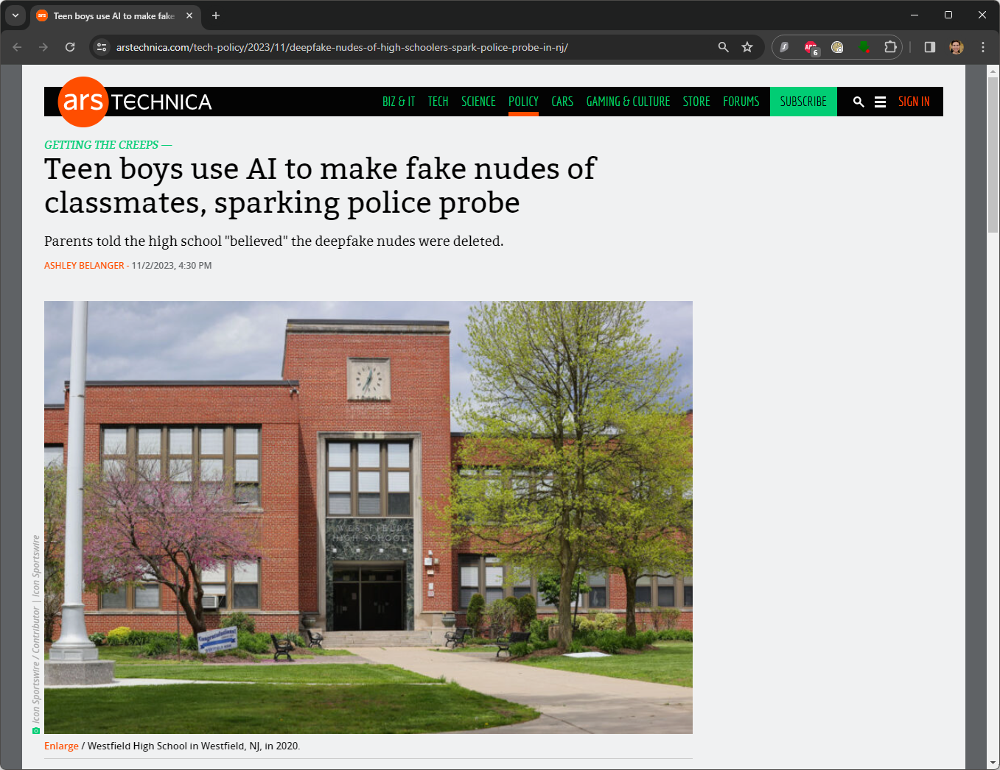 Teen boys use AI to make fake
arstechnica.com/tech-policy/2023/11/deepfake-nudes-of-high-schoolers-spark-police-probe-in-nj/
ABP
6
ars TECHNICA
BIZ & IT TECH SCIENCE POLICY CARS GAMING & CULTURE STORE FORUMS SUBSCRIBE SIGN IN
GETTING THE CREEPS —
Teen boys use AI to make fake nudes of
classmates, sparking police probe
Parents told the high school "believed" the deepfake nudes were deleted.
ASHLEY BELANGER - 11/2/2023, 4:30 PM
WESTFIELD
HIGH SCHOOL
Congratulations!
Icon Sportswire / Contributor | Icon Sportswire
Enlarge / Westfield High School in Westfield, NJ, in 2020.